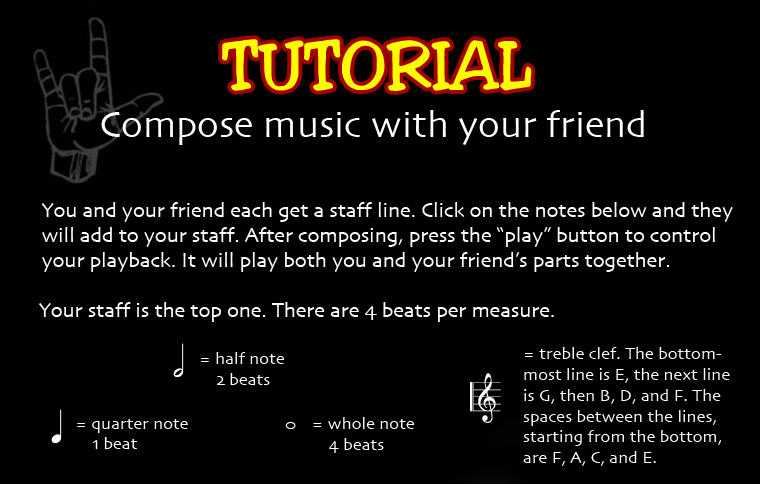 TUTORIAL
Compose music with your friend
You and your friend each get a staff line. Click on the notes below and they
will add to your staff. After composing, press the “play” button to control
your playback. It will play both you and your friend’s parts together.
Your staff is the top one. There are 4 beats per measure.
= half note
2 beats
= quarter note
1 beat
= whole note
4 beats
= treble clef. The bottom-
most line is E, the next line
is G, then B, D, and F. The
spaces between the lines,
starting from the bottom,
are F, A, C, and E.